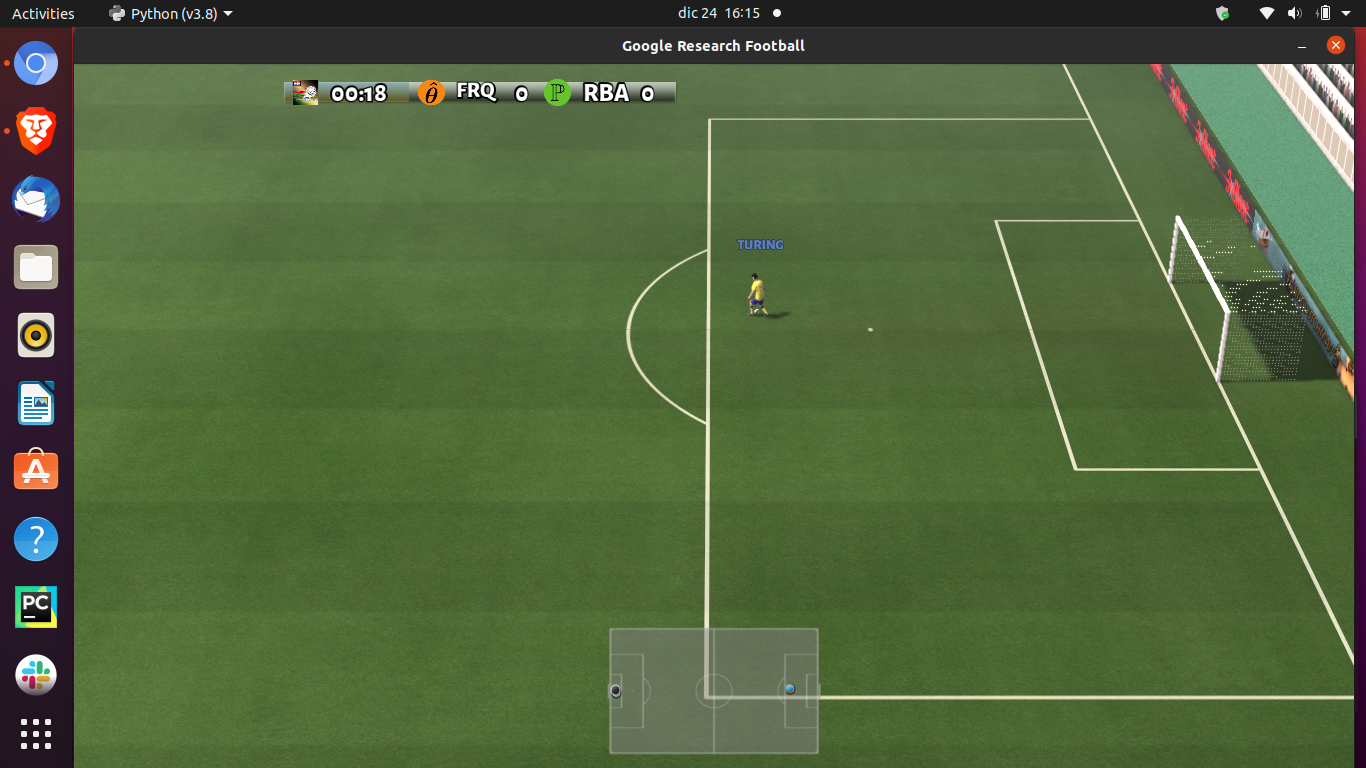 Activities Python (v3.8) dic 24 16:15
Google Research Football
00:18 θ̂ FRQ 0 ℙ RBA 0
TURING
?
PC